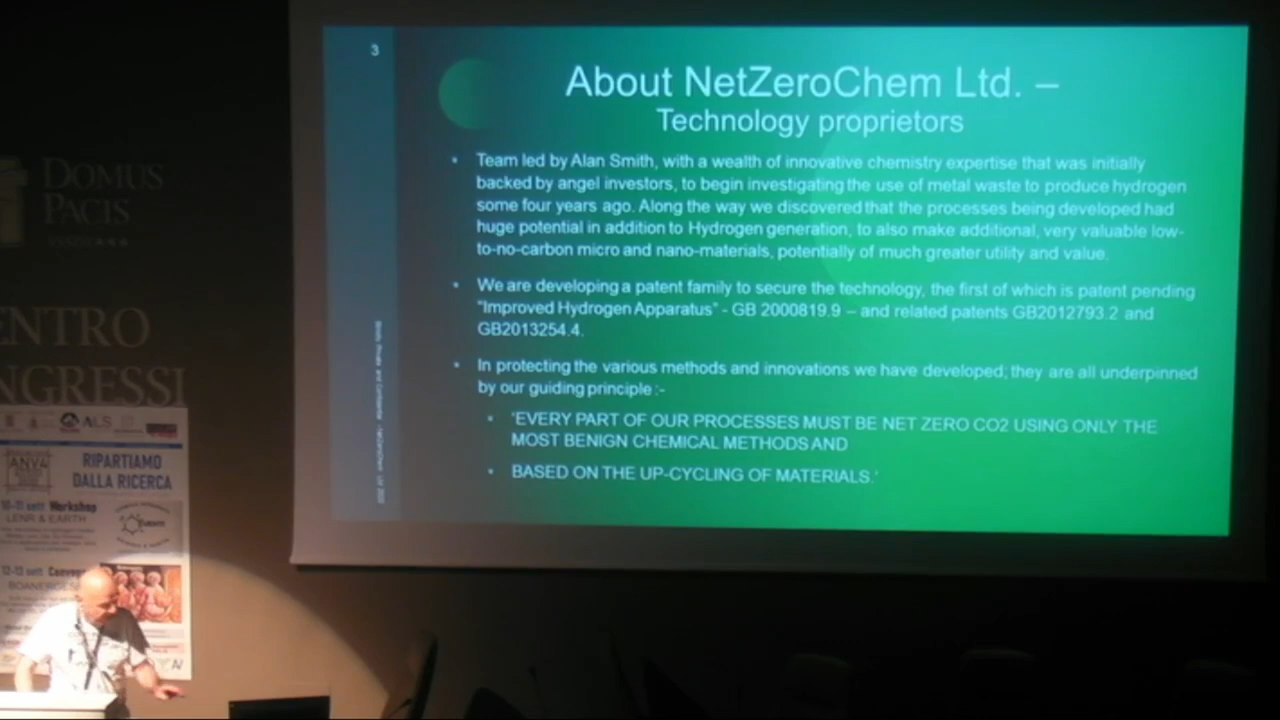 3
About NetZeroChem Ltd. –
Technology proprietors
• Team led by Alan Smith, with a wealth of innovative chemistry expertise that was initially
backed by angel investors, to begin investigating the use of metal waste to produce hydrogen
some four years ago. Along the way we discovered that the processes being developed had
huge potential in addition to Hydrogen generation, to also make additional, very valuable low-
to-no-carbon micro and nano-materials, potentially of much greater utility and value.
• We are developing a patent family to secure the technology, the first of which is patent pending
"Improved Hydrogen Apparatus" - GB 2000819.9 – and related patents GB2012793.2 and
GB2013254.4.
• In protecting the various methods and innovations we have developed; they are all underpinned
by our guiding principle :-
• 'EVERY PART OF OUR PROCESSES MUST BE NET ZERO CO2 USING ONLY THE
MOST BENIGN CHEMICAL METHODS AND
• BASED ON THE UP-CYCLING OF MATERIALS.'
DOMUS
PACIS
ENTRO
NGRESSI
ALS
RIPARTIAMO
DALLA RICERCA
10-11 sett Workshop
LENR & EARTH
12-13 sett